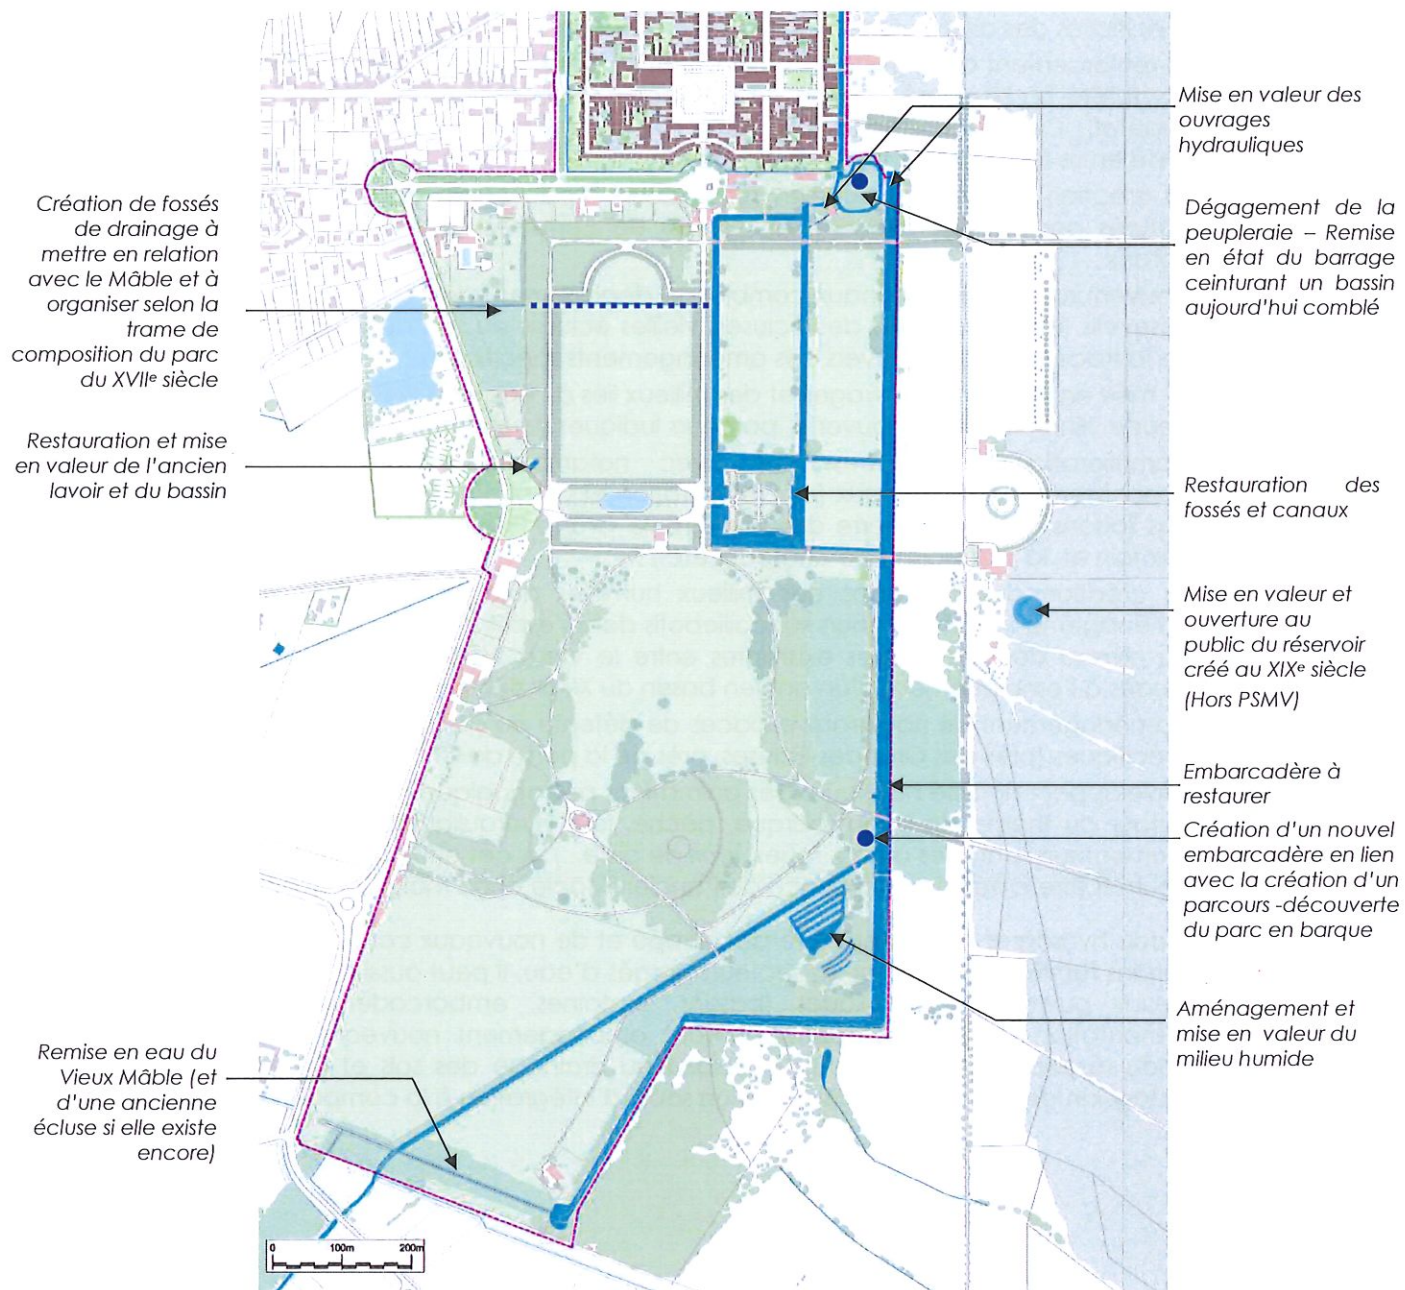 Mise en valeur des
ouvrages
hydrauliques
Dégagement de la
peupleraie – Remise
en état du barrage
ceinturant un bassin
aujourd'hui comblé
Création de fossés
de drainage à
mettre en relation
avec le Mâble et à
organiser selon la
trame de
composition du parc
du XVIIe siècle
Restauration et mise
en valeur de l'ancien
lavoir et du bassin
Restauration des
fossés et canaux
Mise en valeur et
ouverture au
public du réservoir
créé au XIXe siècle
(Hors PSMV)
Embarcadère à
restaurer
Création d'un nouvel
embarcadère en lien
avec la création d'un
parcours -découverte
du parc en barque
Aménagement et
mise en valeur du
milieu humide
Remise en eau du
Vieux Mâble (et
d'une ancienne
écluse si elle existe
encore)
0 100m 200m